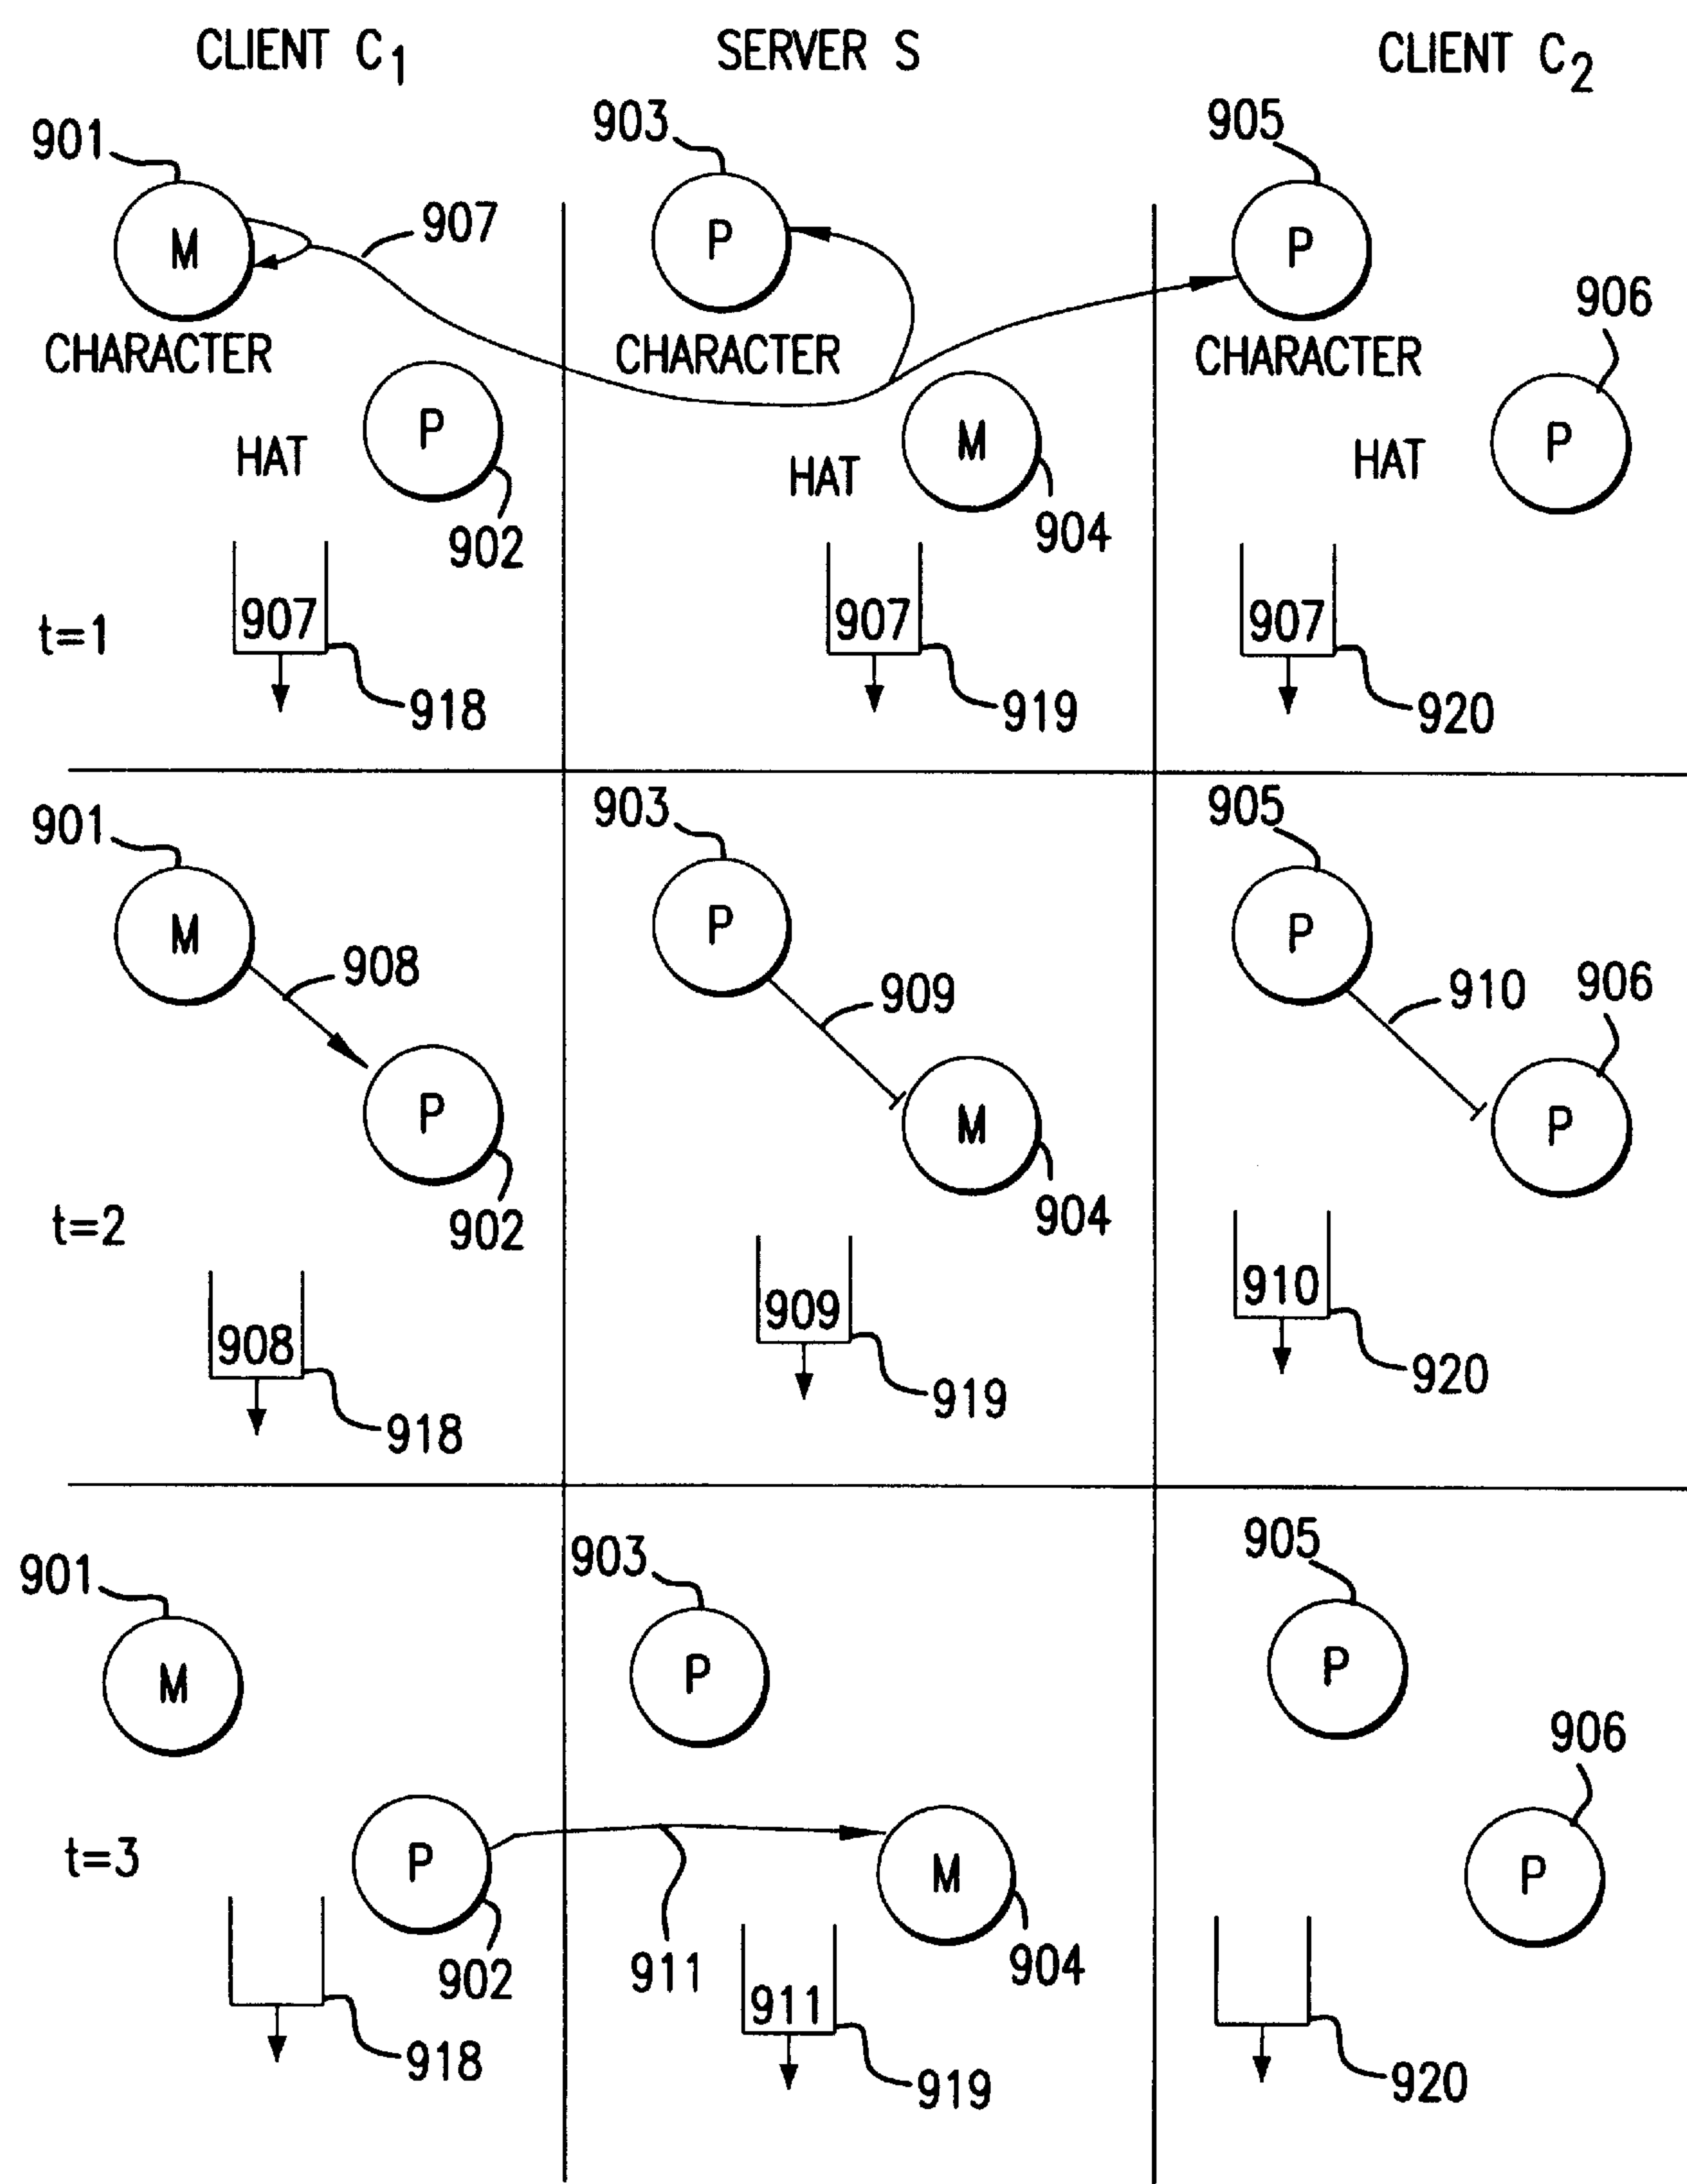 CLIENT C1 SERVER S CLIENT C2
901 903 905
907
M P P
906
CHARACTER CHARACTER CHARACTER
P M P
HAT HAT HAT
902 904
907 907 907
t=1
918 919 920
901 903 905
M P P
908 909 910 906
P M P
902 904
t=2
908 909 910
918 919 920
901 903 905
M P P
906
t=3
P M P
902 911 904
911
918 919 920